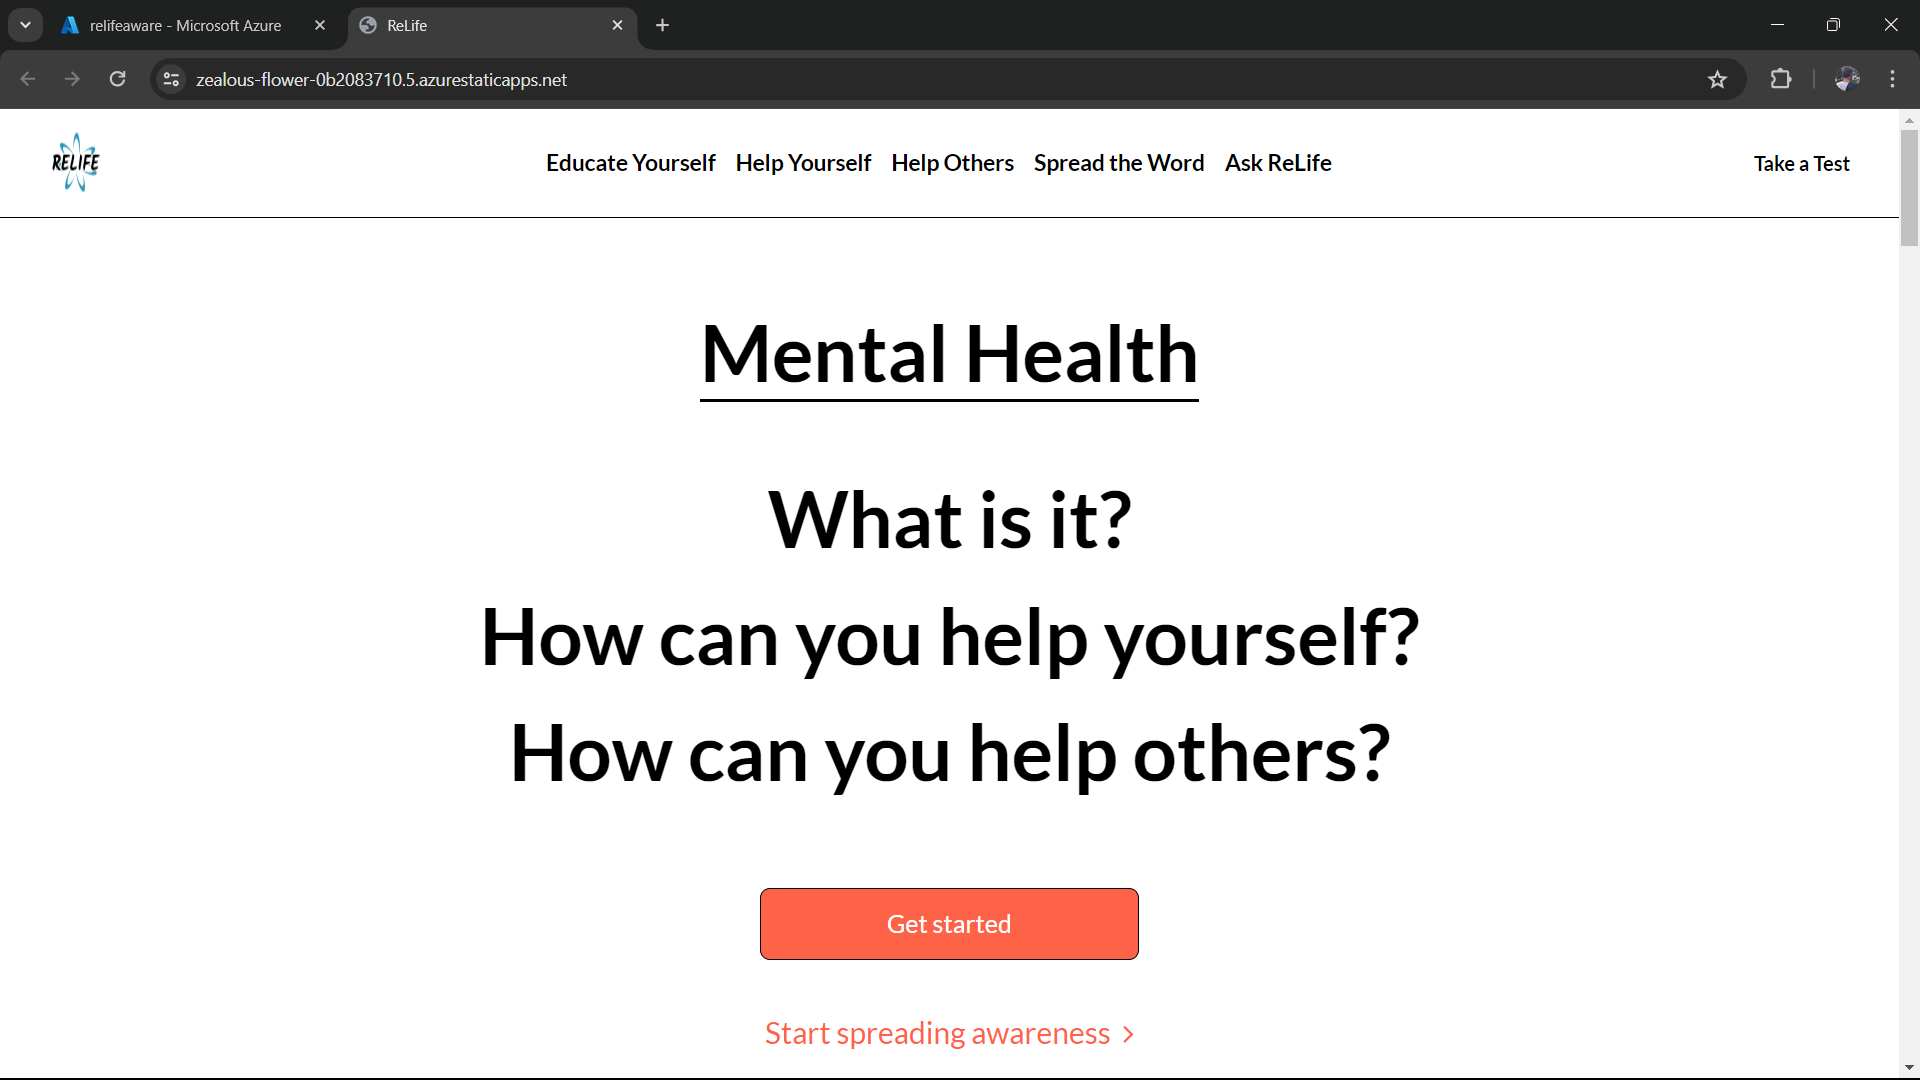 relifeaware - Microsoft Azure
ReLife
zealous-flower-0b2083710.5.azurestaticapps.net
RELIFE
Educate Yourself Help Yourself Help Others Spread the Word Ask ReLife
Take a Test
Mental Health
What is it?
How can you help yourself?
How can you help others?
Get started
Start spreading awareness